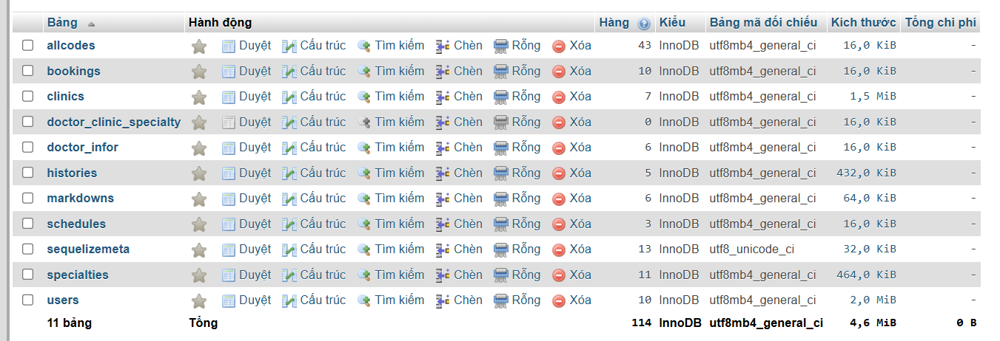 Bảng Hành động Hàng Kiểu Bảng mã đối chiếu Kích thước Tổng chi phí
allcodes Duyệt Cấu trúc Tìm kiếm Chèn Rỗng Xóa 43 InnoDB utf8mb4_general_ci 16,0 KiB -
bookings Duyệt Cấu trúc Tìm kiếm Chèn Rỗng Xóa 10 InnoDB utf8mb4_general_ci 16,0 KiB -
clinics Duyệt Cấu trúc Tìm kiếm Chèn Rỗng Xóa 7 InnoDB utf8mb4_general_ci 1,5 MiB -
doctor_clinic_specialty Duyệt Cấu trúc Tìm kiếm Chèn Rỗng Xóa 0 InnoDB utf8mb4_general_ci 16,0 KiB -
doctor_infor Duyệt Cấu trúc Tìm kiếm Chèn Rỗng Xóa 6 InnoDB utf8mb4_general_ci 16,0 KiB -
histories Duyệt Cấu trúc Tìm kiếm Chèn Rỗng Xóa 5 InnoDB utf8mb4_general_ci 432,0 KiB -
markdowns Duyệt Cấu trúc Tìm kiếm Chèn Rỗng Xóa 6 InnoDB utf8mb4_general_ci 64,0 KiB -
schedules Duyệt Cấu trúc Tìm kiếm Chèn Rỗng Xóa 3 InnoDB utf8mb4_general_ci 16,0 KiB -
sequelizemeta Duyệt Cấu trúc Tìm kiếm Chèn Rỗng Xóa 13 InnoDB utf8_unicode_ci 32,0 KiB -
specialties Duyệt Cấu trúc Tìm kiếm Chèn Rỗng Xóa 11 InnoDB utf8mb4_general_ci 464,0 KiB -
users Duyệt Cấu trúc Tìm kiếm Chèn Rỗng Xóa 10 InnoDB utf8mb4_general_ci 2,0 MiB -
11 bảng Tổng 114 InnoDB utf8mb4_general_ci 4,6 MiB 0 B